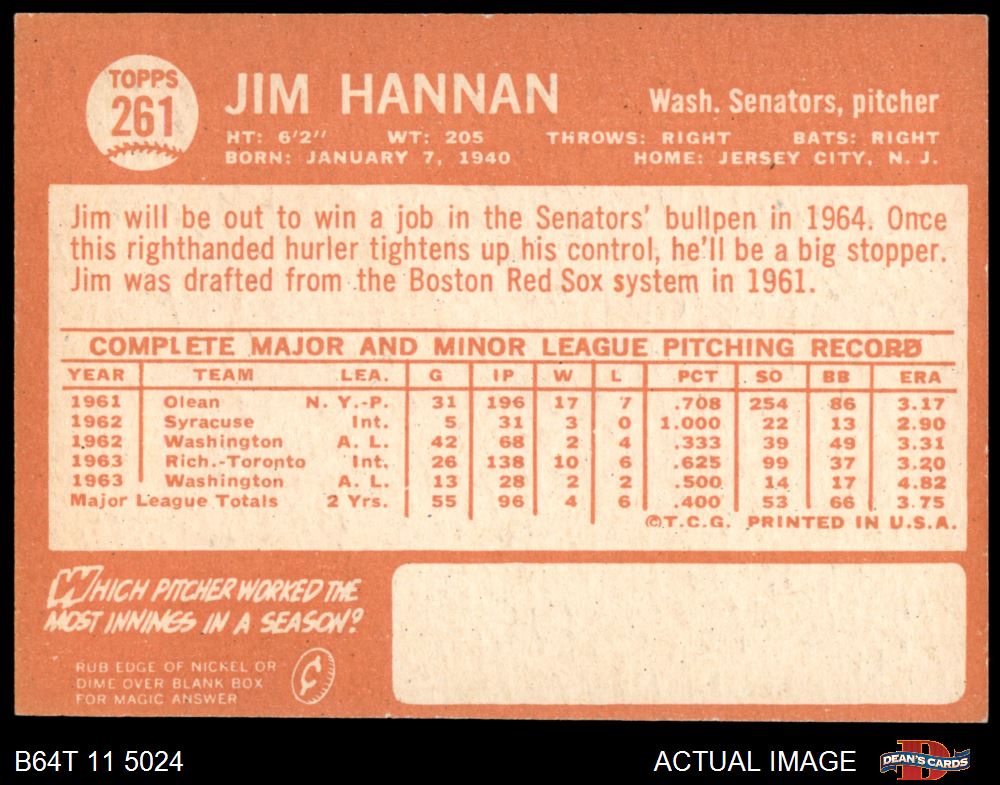 TOPPS
261
JIM HANNAN
Wash. Senators, pitcher
HT: 6'2" WT: 205 THROWS: RIGHT BATS: RIGHT
BORN: JANUARY 7, 1940 HOME: JERSEY CITY, N. J.
Jim will be out to win a job in the Senators' bullpen in 1964. Once
this righthanded hurler tightens up his control, he'll be a big stopper.
Jim was drafted from the Boston Red Sox system in 1961.
COMPLETE MAJOR AND MINOR LEAGUE PITCHING RECORD
YEAR TEAM LEA. G IP W L PCT SO BB ERA
1961 Olean N. Y.-P. 31 196 17 7 .708 254 86 3.17
1962 Syracuse Int. 5 31 3 0 1.000 22 13 2.90
1962 Washington A. L. 42 68 2 4 .333 39 49 3.31
1963 Rich.-Toronto Int. 26 138 10 6 .625 99 37 3.20
1963 Washington A. L. 13 28 2 2 .500 14 17 4.82
Major League Totals 2 Yrs. 55 96 4 6 .400 53 66 3.75
©T.C.G. PRINTED IN U.S.A.
WHICH PITCHER WORKED THE
MOST INNINGS IN A SEASON?
RUB EDGE OF NICKEL OR
DIME OVER BLANK BOX
FOR MAGIC ANSWER
B64T 11 5024
ACTUAL IMAGE
D
DEAN'S CARDS